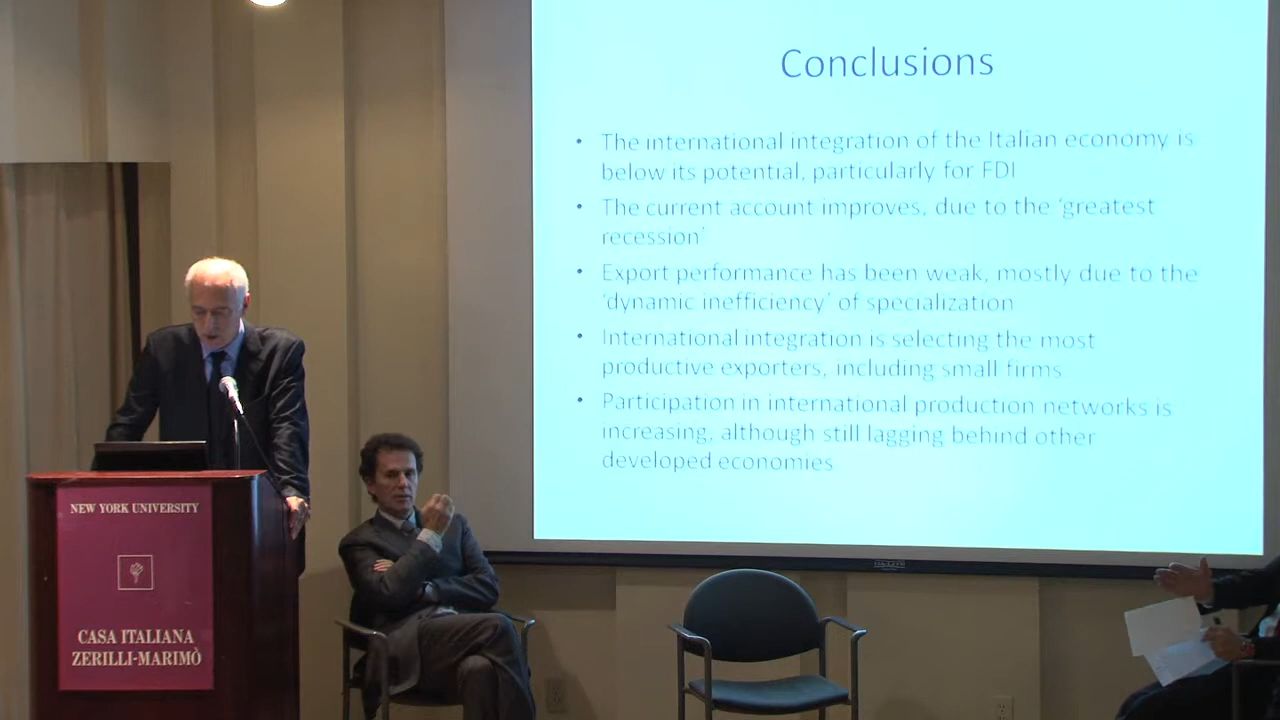 Conclusions
• The international integration of the Italian economy is
below its potential, particularly for FDI
• The current account improves, due to the 'greatest
recession'
• Export performance has been weak, mostly due to the
'dynamic inefficiency' of specialization
• International integration is selecting the most
productive exporters, including small firms
• Participation in international production networks is
increasing, although still lagging behind other
developed economies
NEW YORK UNIVERSITY
CASA ITALIANA
ZERILLI-MARIMÒ